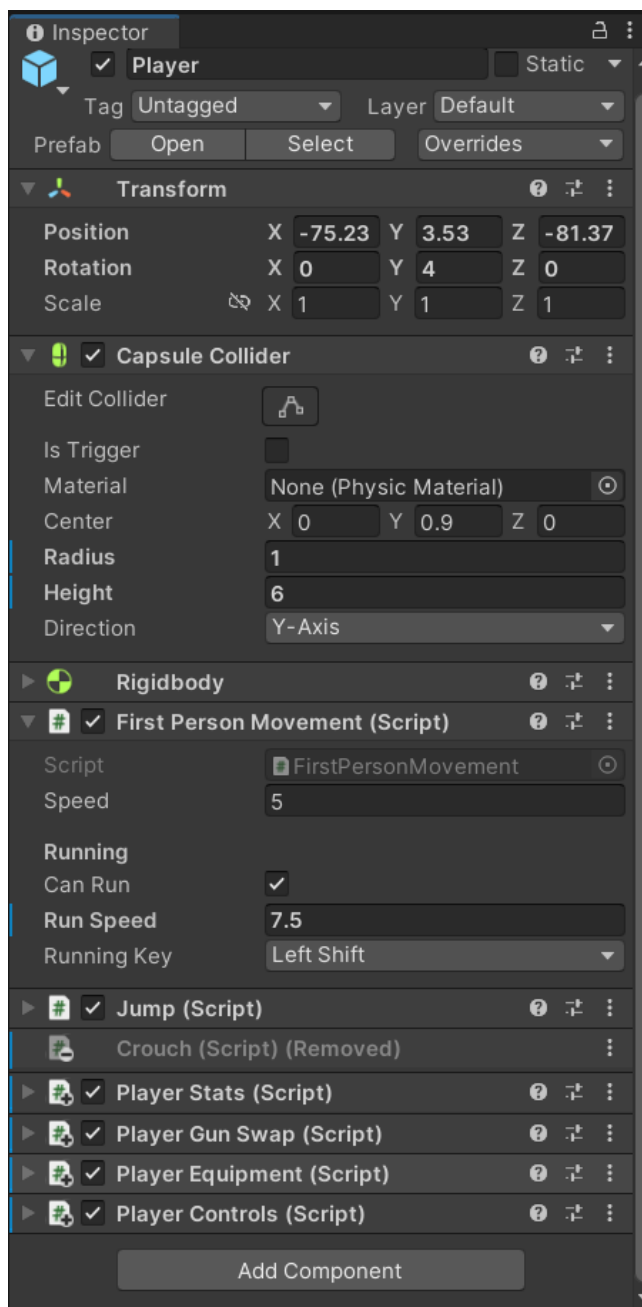 Inspector
Player Static
Tag Untagged Layer Default
Prefab Open Select Overrides
Transform
Position X -75.23 Y 3.53 Z -81.37
Rotation X 0 Y 4 Z 0
Scale X 1 Y 1 Z 1
Capsule Collider
Edit Collider
Is Trigger
Material None (Physic Material)
Center X 0 Y 0.9 Z 0
Radius 1
Height 6
Direction Y-Axis
Rigidbody
# First Person Movement (Script)
Script # FirstPersonMovement
Speed 5
Running
Can Run
Run Speed 7.5
Running Key Left Shift
# Jump (Script)
# Crouch (Script) (Removed)
# Player Stats (Script)
# Player Gun Swap (Script)
# Player Equipment (Script)
# Player Controls (Script)
Add Component